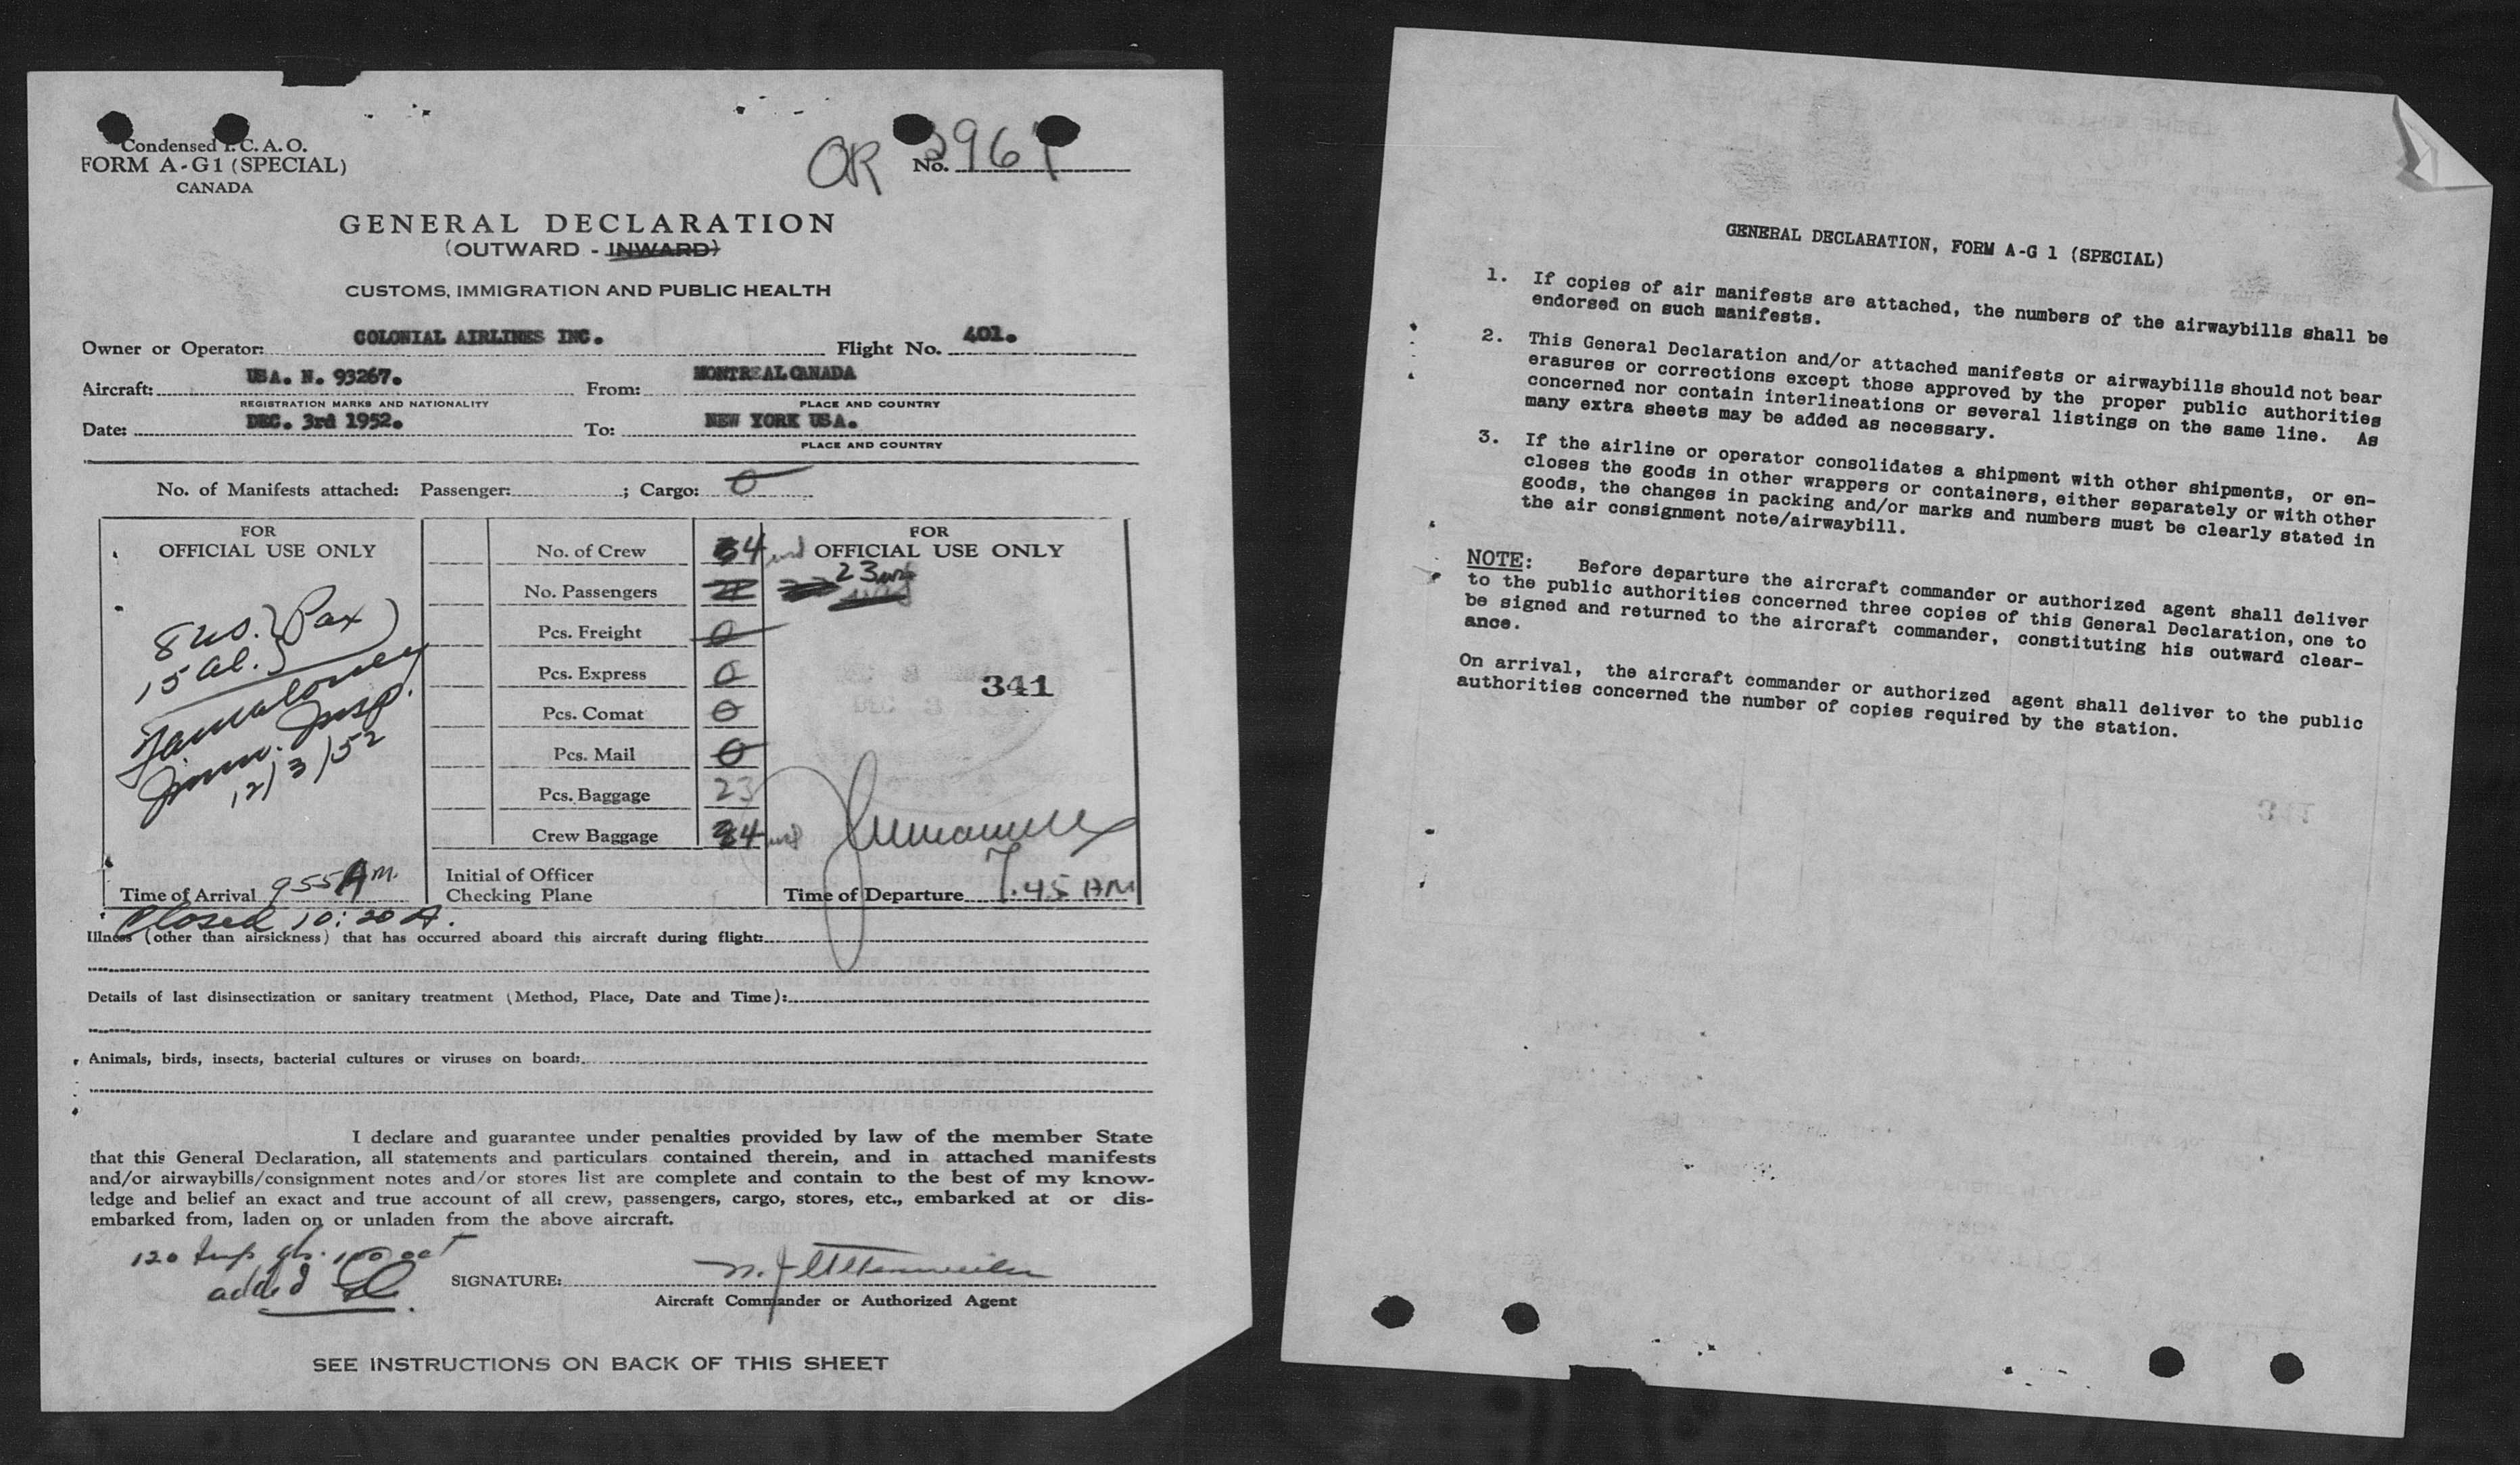 Condensed I. C. A. O.
FORM A-G1 (SPECIAL)
CANADA
OR
No.
GENERAL DECLARATION
(OUTWARD - INWARD)
CUSTOMS, IMMIGRATION AND PUBLIC HEALTH
Owner or Operator: COLONIAL AIRLINES INC. Flight No. 401.
Aircraft: USA. N. 93267. From: MONTREAL CANADA
REGISTRATION MARKS AND NATIONALITY PLACE AND COUNTRY
Date: DEC. 3rd 1952. To: NEW YORK USA.
PLACE AND COUNTRY
No. of Manifests attached: Passenger: ; Cargo: 0
FOR
OFFICIAL USE ONLY
8 US. } Pax
15 al. }
Imm. Insp.
12/3/52
Time of Arrival 955 AM.
Closed 10:20 A.
No. of Crew 4
No. Passengers 23
Pcs. Freight 0
Pcs. Express 0
Pcs. Comat 0
Pcs. Mail 0
Pcs. Baggage 23
Crew Baggage 4
Initial of Officer
Checking Plane
FOR
OFFICIAL USE ONLY
341
Time of Departure 7.45 AM
Illness (other than airsickness) that has occurred aboard this aircraft during flight:
Details of last disinsectization or sanitary treatment (Method, Place, Date and Time):
Animals, birds, insects, bacterial cultures or viruses on board:
I declare and guarantee under penalties provided by law of the member State
that this General Declaration, all statements and particulars contained therein, and in attached manifests
and/or airwaybills/consignment notes and/or stores list are complete and contain to the best of my know-
ledge and belief an exact and true account of all crew, passengers, cargo, stores, etc., embarked at or dis-
embarked from, laden on or unladen from the above aircraft.
120 Imp gls. 100 oct
added
SIGNATURE:
Aircraft Commander or Authorized Agent
SEE INSTRUCTIONS ON BACK OF THIS SHEET
GENERAL DECLARATION, FORM A-G 1 (SPECIAL)
1. If copies of air manifests are attached, the numbers of the airwaybills shall be
endorsed on such manifests.
2. This General Declaration and/or attached manifests or airwaybills should not bear
erasures or corrections except those approved by the proper public authorities
concerned nor contain interlineations or several listings on the same line. As
many extra sheets may be added as necessary.
3. If the airline or operator consolidates a shipment with other shipments, or en-
closes the goods in other wrappers or containers, either separately or with other
goods, the changes in packing and/or marks and numbers must be clearly stated in
the air consignment note/airwaybill.
NOTE: Before departure the aircraft commander or authorized agent shall deliver
to the public authorities concerned three copies of this General Declaration, one to
be signed and returned to the aircraft commander, constituting his outward clear-
ance.
On arrival, the aircraft commander or authorized agent shall deliver to the public
authorities concerned the number of copies required by the station.